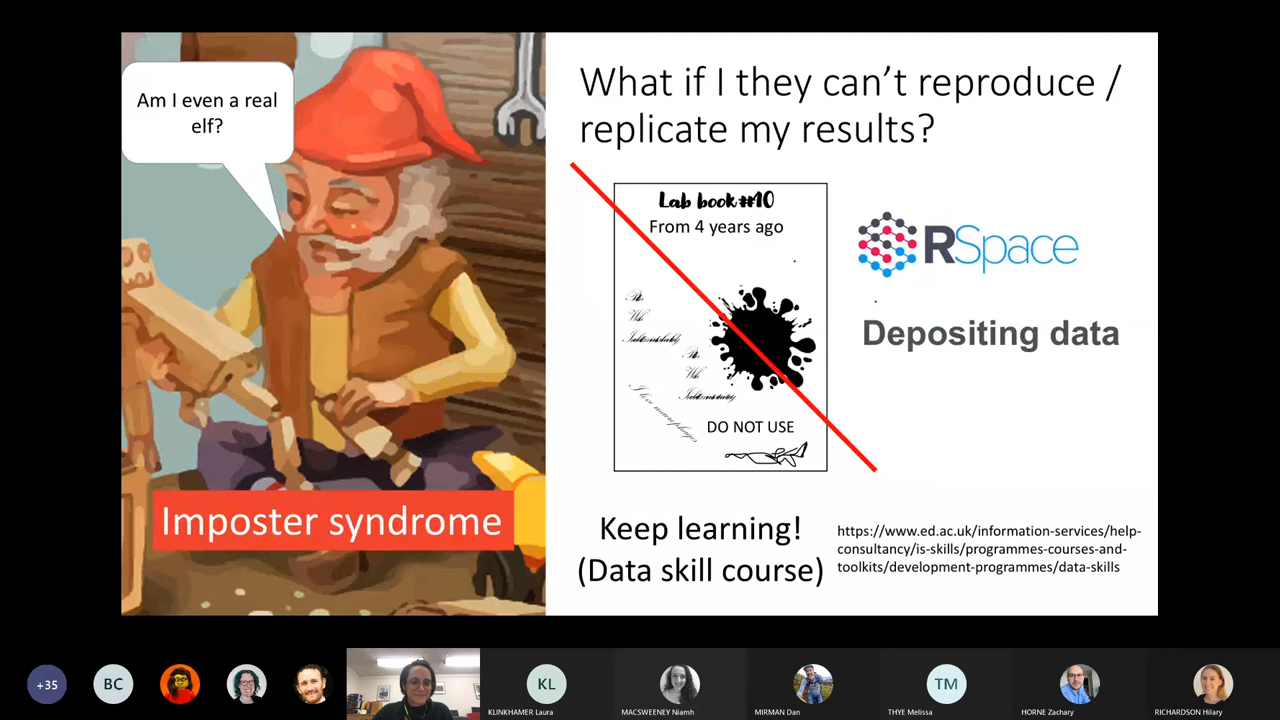 Am I even a real
elf?
What if I they can't reproduce /
replicate my results?
Lab book #10
From 4 years ago
I love macrophages
DO NOT USE
RSpace
Depositing data
Imposter syndrome
Keep learning!
(Data skill course)
https://www.ed.ac.uk/information-services/help-
consultancy/is-skills/programmes-courses-and-
toolkits/development-programmes/data-skills
+35
BC
KL
KLINKHAMER Laura
MACSWEENEY Niamh
MIRMAN Dan
TM
THYE Melissa
HORNE Zachary
RICHARDSON Hilary